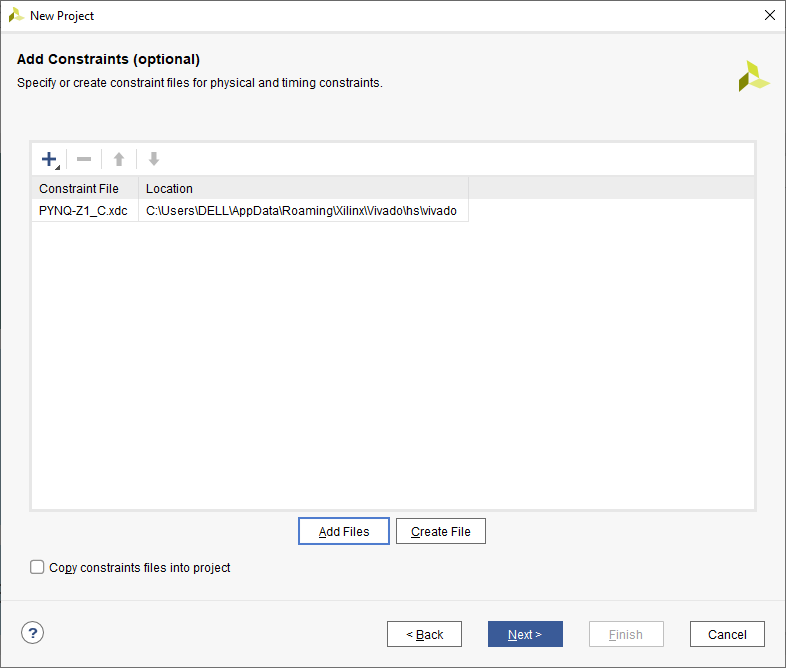 New Project
Add Constraints (optional)
Specify or create constraint files for physical and timing constraints.
Constraint File Location
PYNQ-Z1_C.xdc C:\Users\DELL\AppData\Roaming\Xilinx\Vivado\hs\vivado
Add Files Create File
Copy constraints files into project
? < Back Next > Finish Cancel